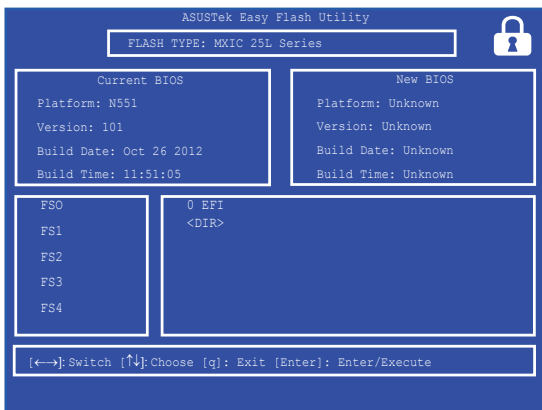 ASUSTek Easy Flash Utility
FLASH TYPE: MXIC 25L Series
Current BIOS
Platform: N551
Version: 101
Build Date: Oct 26 2012
Build Time: 11:51:05
New BIOS
Platform: Unknown
Version: Unknown
Build Date: Unknown
Build Time: Unknown
FSO
FS1
FS2
FS3
FS4
0 EFI
<DIR>
[←→]: Switch [↑↓]: Choose [q]: Exit [Enter]: Enter/Execute